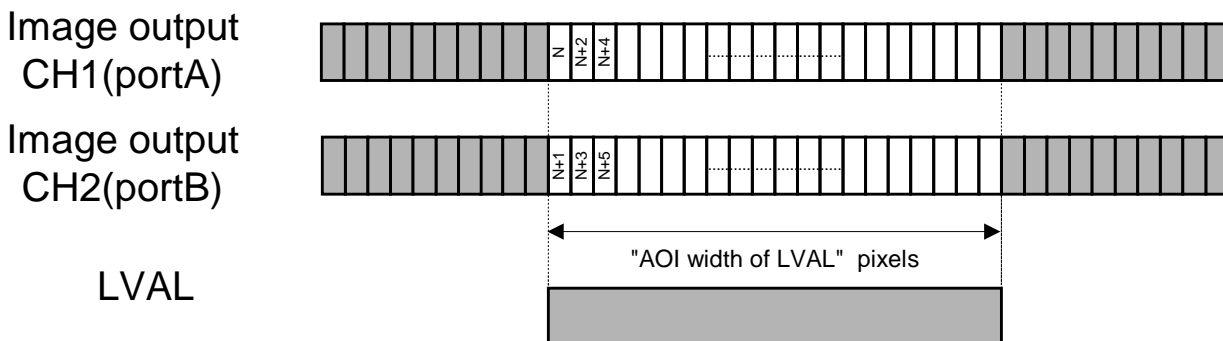 Image output
CH1(portA)
N
N+2
N+4
Image output
CH2(portB)
N+1
N+3
N+5
"AOI width of LVAL" pixels
LVAL